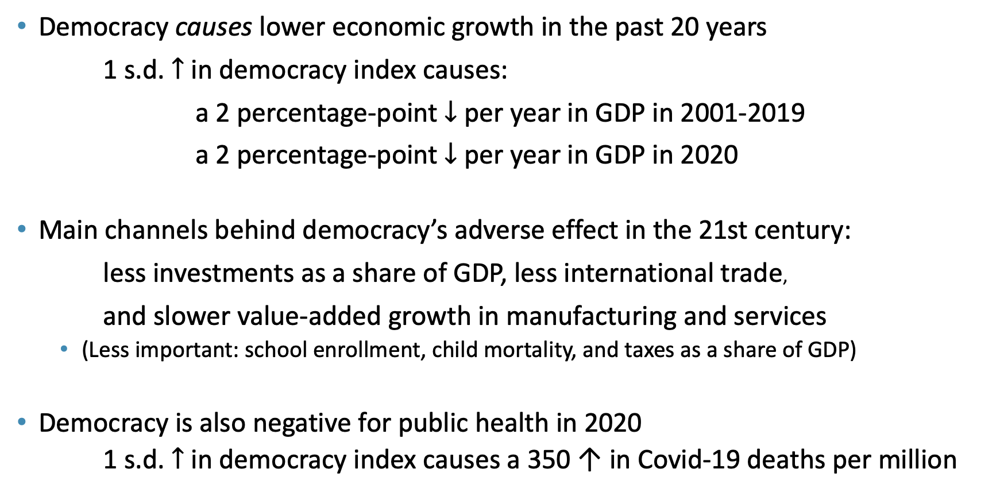 • Democracy causes lower economic growth in the past 20 years
1 s.d. ↑ in democracy index causes:
a 2 percentage-point ↓ per year in GDP in 2001-2019
a 2 percentage-point ↓ per year in GDP in 2020
• Main channels behind democracy’s adverse effect in the 21st century:
less investments as a share of GDP, less international trade,
and slower value-added growth in manufacturing and services
• (Less important: school enrollment, child mortality, and taxes as a share of GDP)
• Democracy is also negative for public health in 2020
1 s.d. ↑ in democracy index causes a 350 ↑ in Covid-19 deaths per million